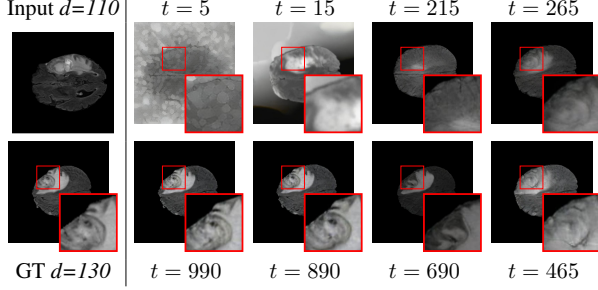 Input d=110 t = 5 t = 15 t = 215 t = 265
GT d=130 t = 990 t = 890 t = 690 t = 465